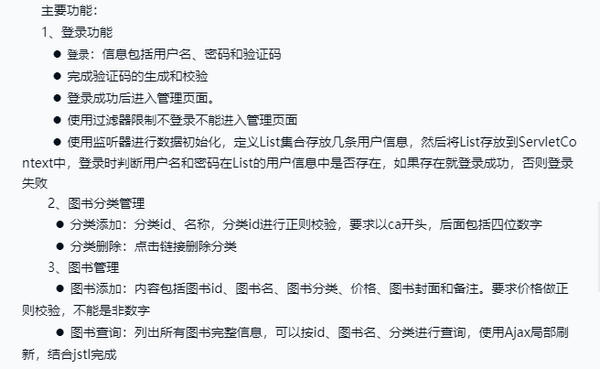 主要功能：
1、登录功能
● 登录：信息包括用户名、密码和验证码
● 完成验证码的生成和校验
● 登录成功后进入管理页面。
● 使用过滤器限制不登录不能进入管理页面
● 使用监听器进行数据初始化，定义List集合存放几条用户信息，然后将List存放到ServletCo
ntext中，登录时判断用户名和密码在List的用户信息中是否存在，如果存在就登录成功，否则登录
失败
2、图书分类管理
● 分类添加：分类id、名称，分类id进行正则校验，要求以ca开头，后面包括四位数字
● 分类删除：点击链接删除分类
3、图书管理
● 图书添加：内容包括图书id、图书名、图书分类、价格、图书封面和备注。要求价格做正
则校验，不能是非数字
● 图书查询：列出所有图书完整信息，可以按id、图书名、分类进行查询，使用Ajax局部刷
新，结合jstl完成